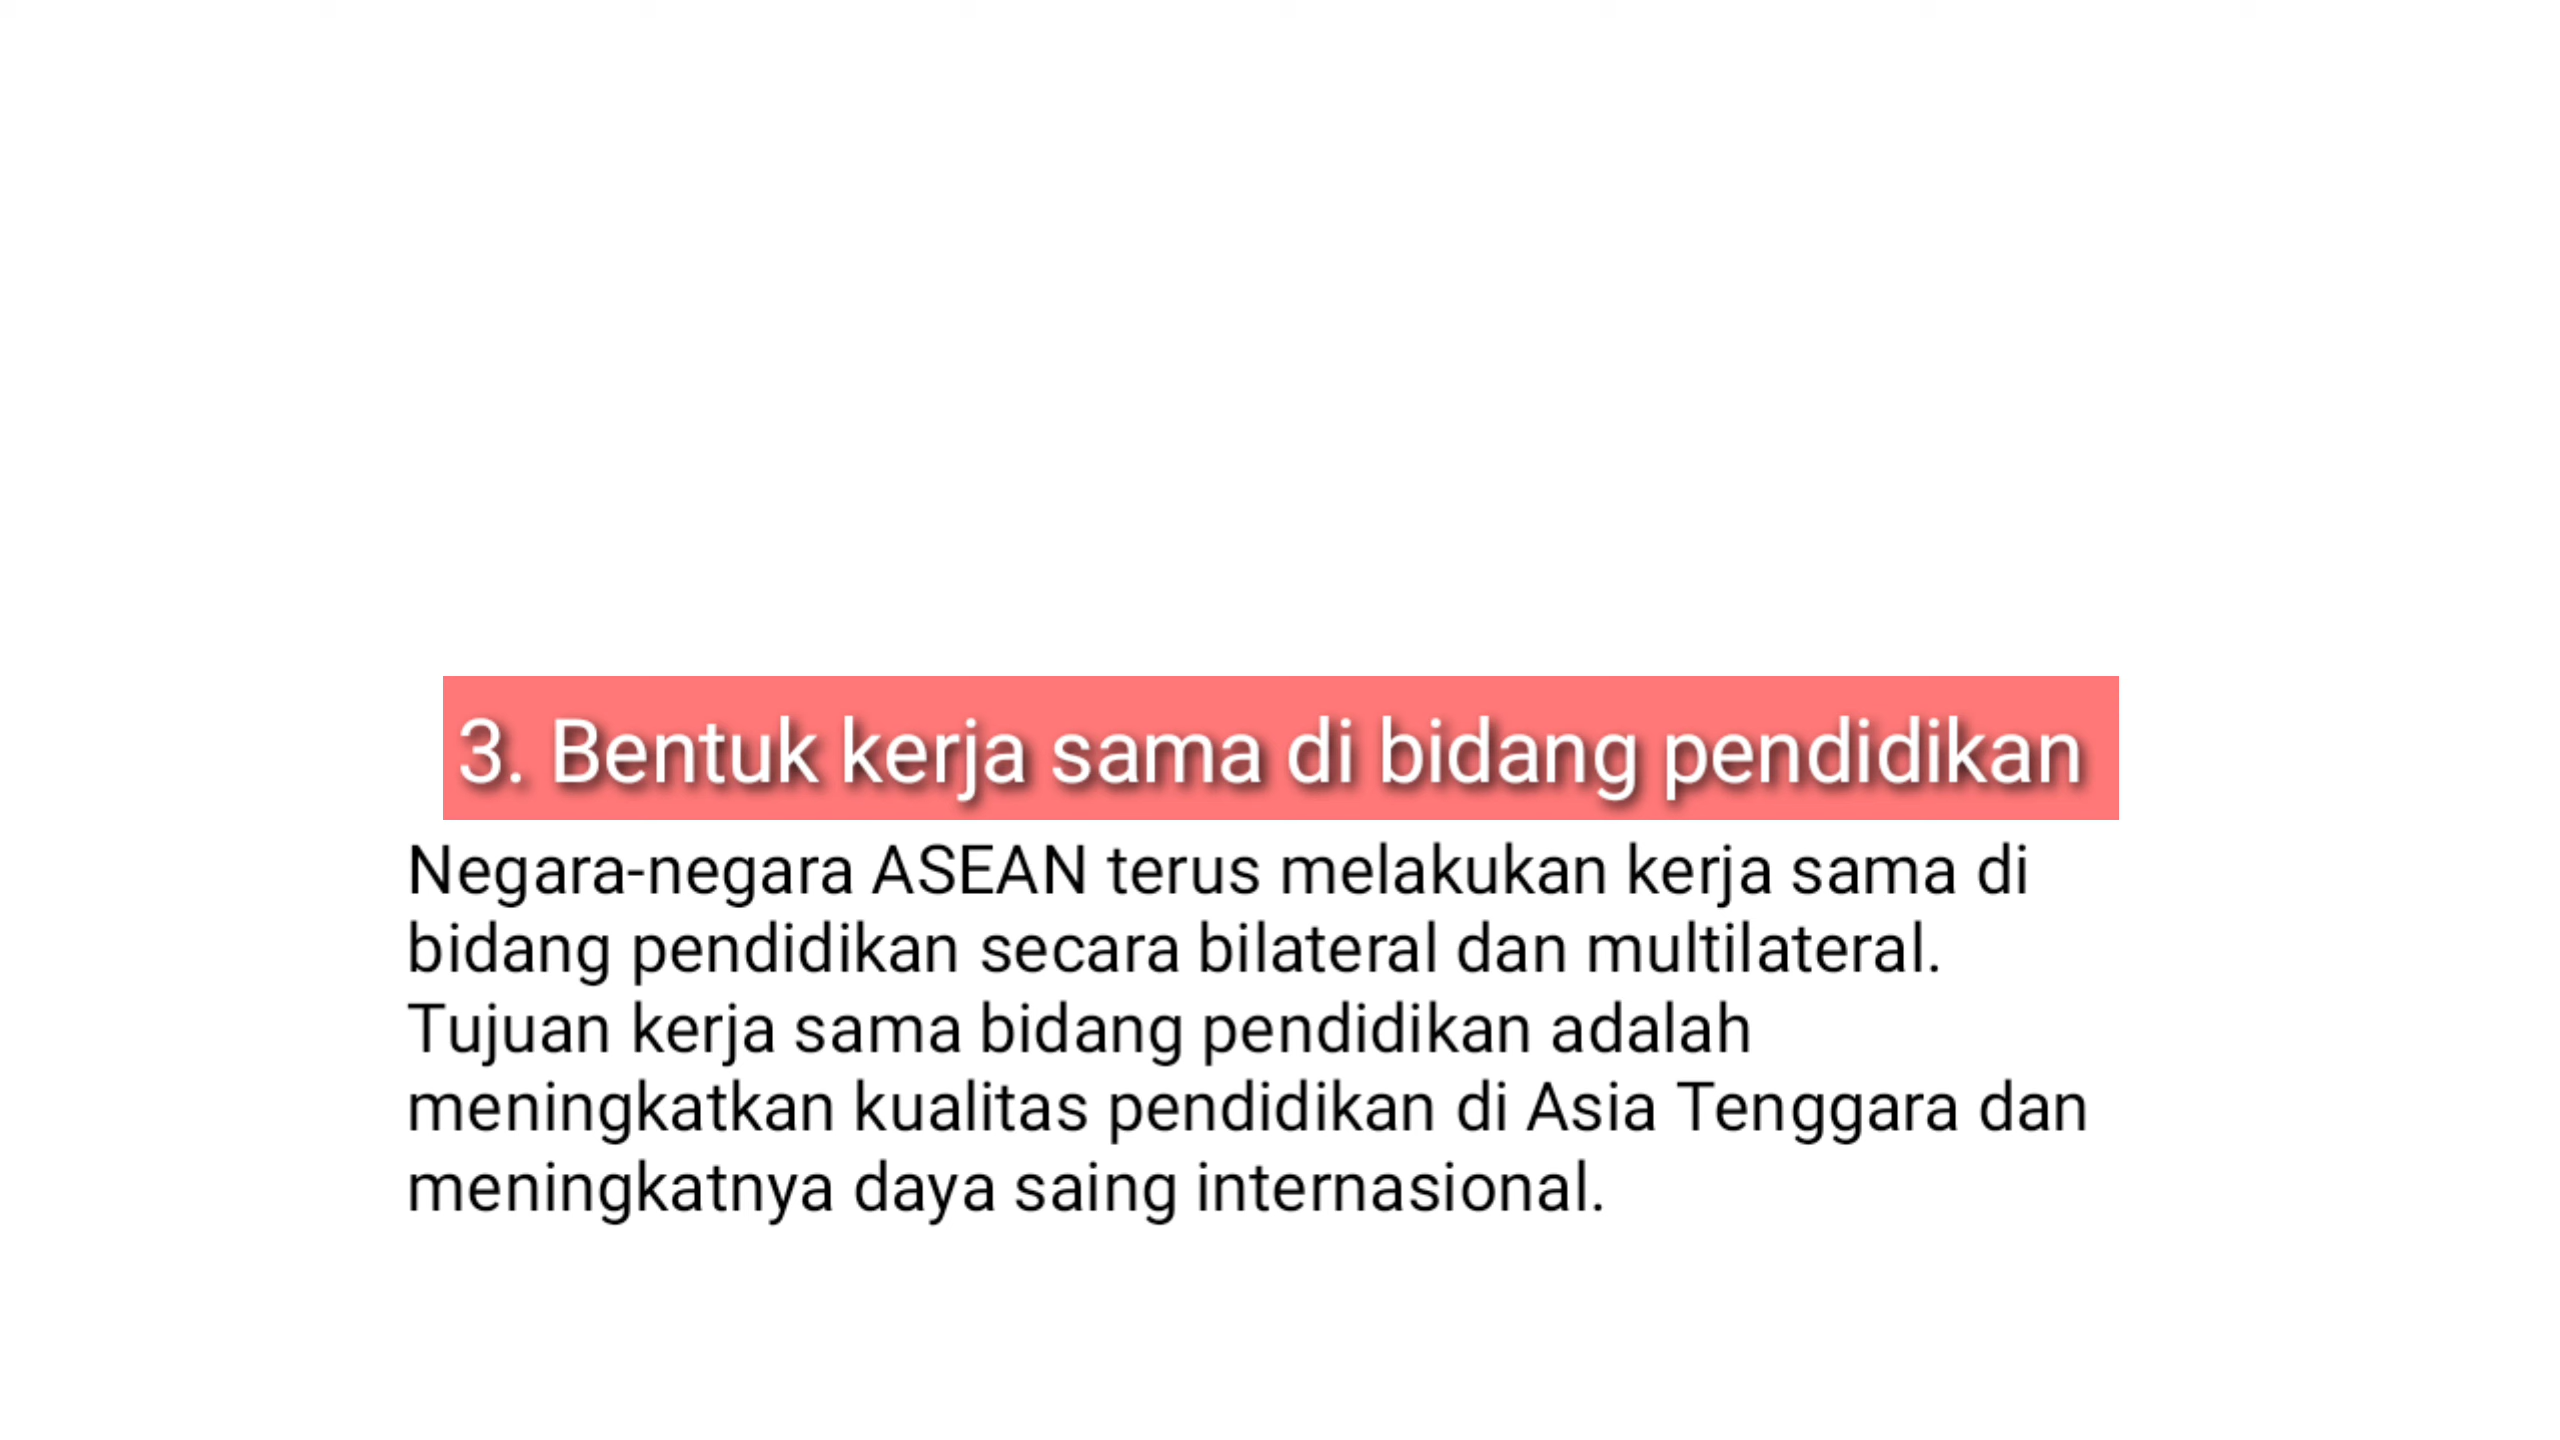 3. Bentuk kerja sama di bidang pendidikan
Negara-negara ASEAN terus melakukan kerja sama di
bidang pendidikan secara bilateral dan multilateral.
Tujuan kerja sama bidang pendidikan adalah
meningkatkan kualitas pendidikan di Asia Tenggara dan
meningkatnya daya saing internasional.